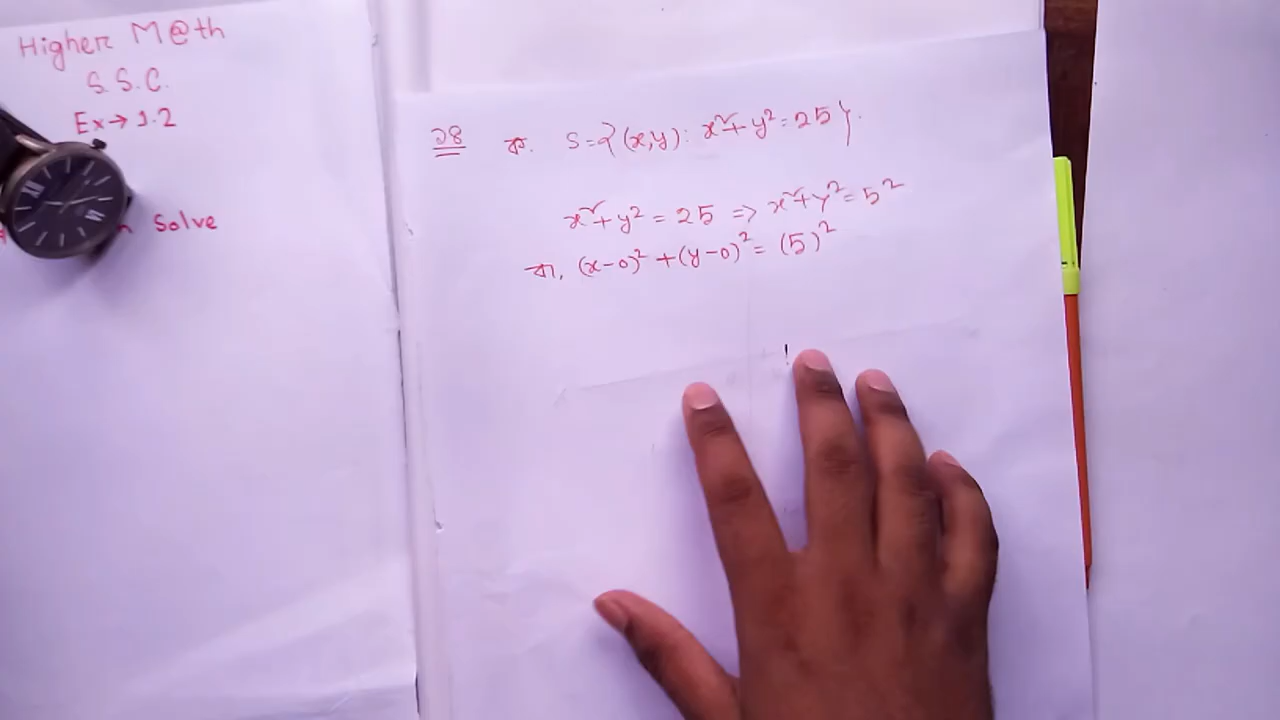 Higher M@th
S.S.C.
Ex→1.2
Solve
২৪ ক. S={(x,y): x²+y²=25}.
x²+y²=25 ⇒ x²+y²=5²
বা, (x-0)²+(y-0)²=(5)²